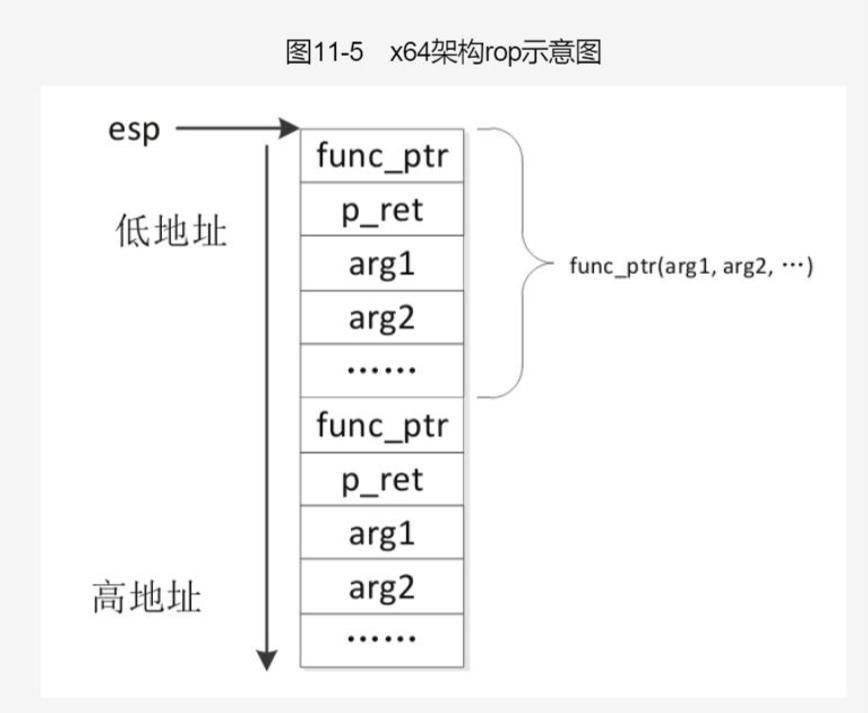 图11-5 x64架构rop示意图
esp
func_ptr
低地址
p_ret
arg1
func_ptr(arg1, arg2, ⋯)
arg2
⋯⋯
func_ptr
p_ret
arg1
高地址
arg2
⋯⋯